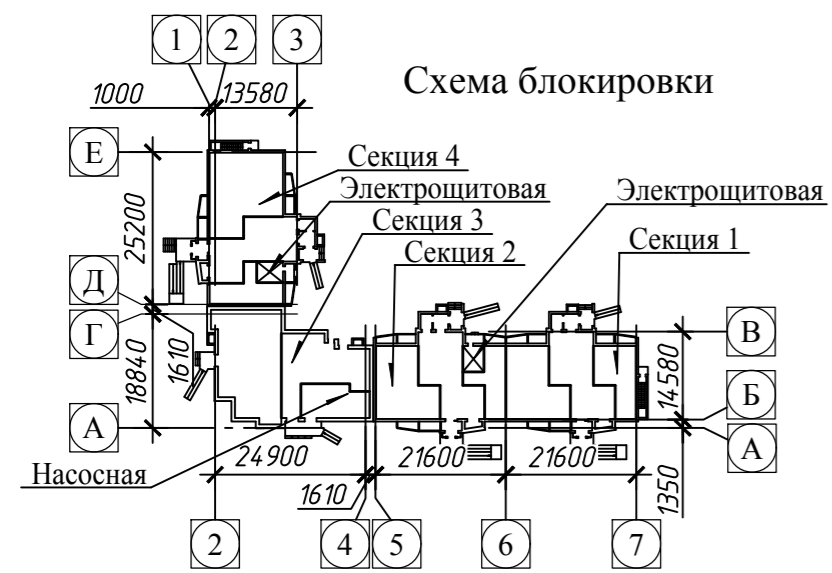 1 2 3
1000 13580
Схема блокировки
Е
Секция 4
Электрощитовая
Электрощитовая
Секция 3
25200
Секция 2
Секция 1
Д
Г
В
1610
18840
14580
Б
А
А
24900 21600 21600
Насосная
1610
1350
2 4 5 6 7